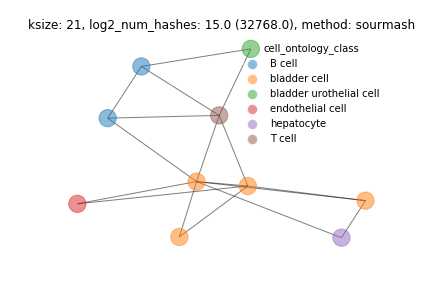 ksize: 21, log2_num_hashes: 15.0 (32768.0), method: sourmash
cell_ontology_class
B cell
bladder cell
bladder urothelial cell
endothelial cell
hepatocyte
T cell